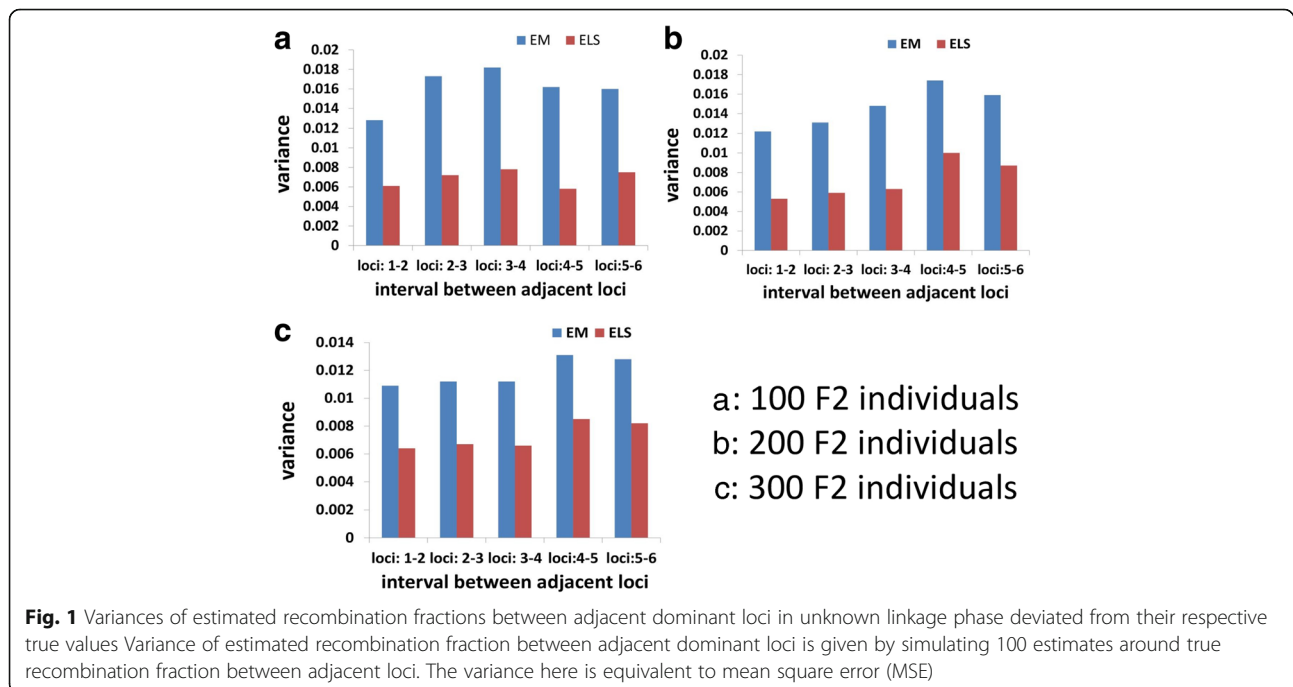 a
EM ELS
0.02
0.018
0.016
0.014
0.012
0.01
0.008
0.006
0.004
0.002
0
variance
loci: 1-2 loci: 2-3 loci: 3-4 loci:4-5 loci:5-6
interval between adjacent loci
b
EM ELS
0.02
0.018
0.016
0.014
0.012
0.01
0.008
0.006
0.004
0.002
0
variance
loci: 1-2 loci: 2-3 loci: 3-4 loci:4-5 loci:5-6
interval between adjacent loci
c
EM ELS
0.014
0.012
0.01
0.008
0.006
0.004
0.002
0
variance
loci: 1-2 loci: 2-3 loci: 3-4 loci:4-5 loci:5-6
interval between adjacent loci
a: 100 F2 individuals
b: 200 F2 individuals
c: 300 F2 individuals
Fig. 1 Variances of estimated recombination fractions between adjacent dominant loci in unknown linkage phase deviated from their respective
true values Variance of estimated recombination fraction between adjacent dominant loci is given by simulating 100 estimates around true
recombination fraction between adjacent loci. The variance here is equivalent to mean square error (MSE)